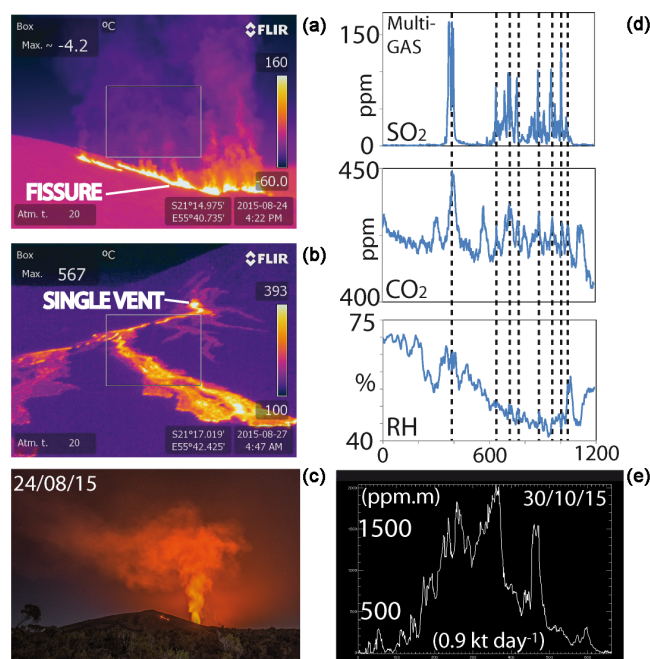 (a)
Box
°C
FLIR
Max. ~ -4.2
160
-60.0
FISSURE
Atm. t. 20
S21°14.975'
E55°40.735'
2015-08-24
4:22 PM
(b)
Box
°C
FLIR
Max. 567
393
100
SINGLE VENT
Atm. t. 20
S21°17.019'
E55°42.425'
2015-08-27
4:47 AM
(c)
24/08/15
(d)
Multi-
GAS
150
ppm
0
SO2
450
ppm
400
CO2
75
%
40
RH
0 600 1200
(e)
(ppm.m)
30/10/15
1500
500
(0.9 kt day-1)